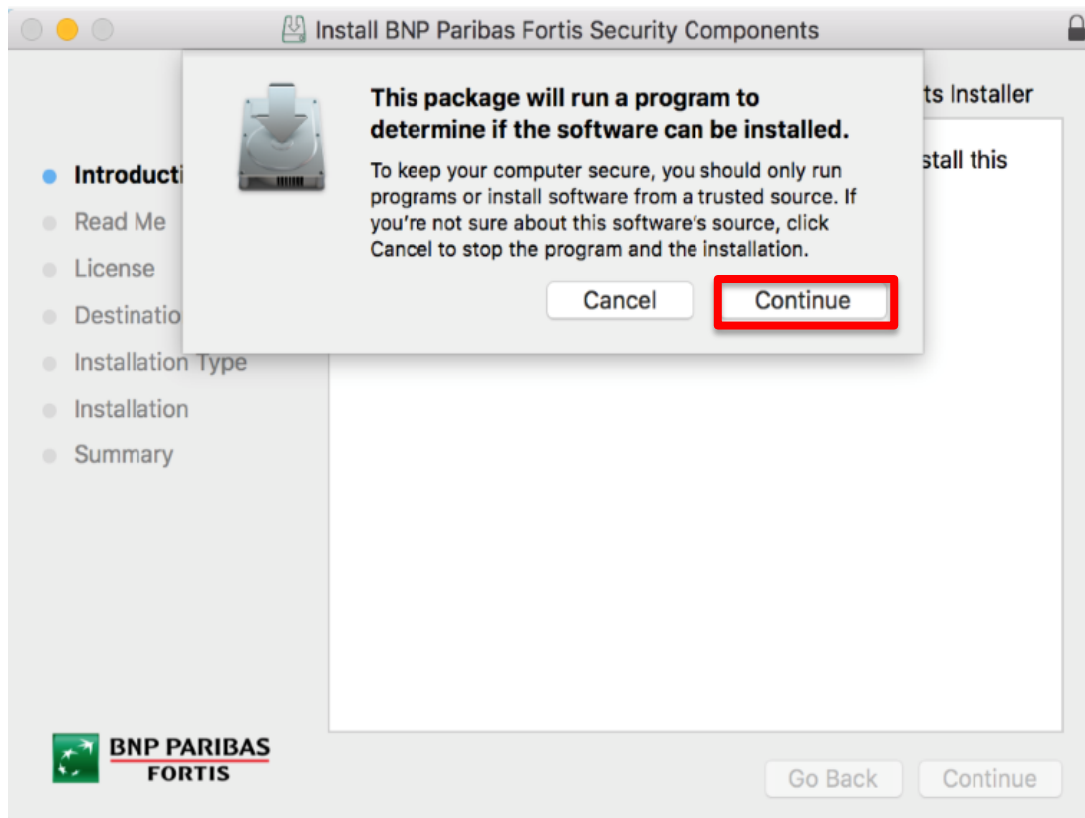 Install BNP Paribas Fortis Security Components
ts Installer
This package will run a program to
determine if the software can be installed.
To keep your computer secure, you should only run
programs or install software from a trusted source. If
you're not sure about this software's source, click
Cancel to stop the program and the installation.
Cancel
Continue
stall this
Introducti
Read Me
License
Destinatio
Installation Type
Installation
Summary
BNP PARIBAS
FORTIS
Go Back
Continue